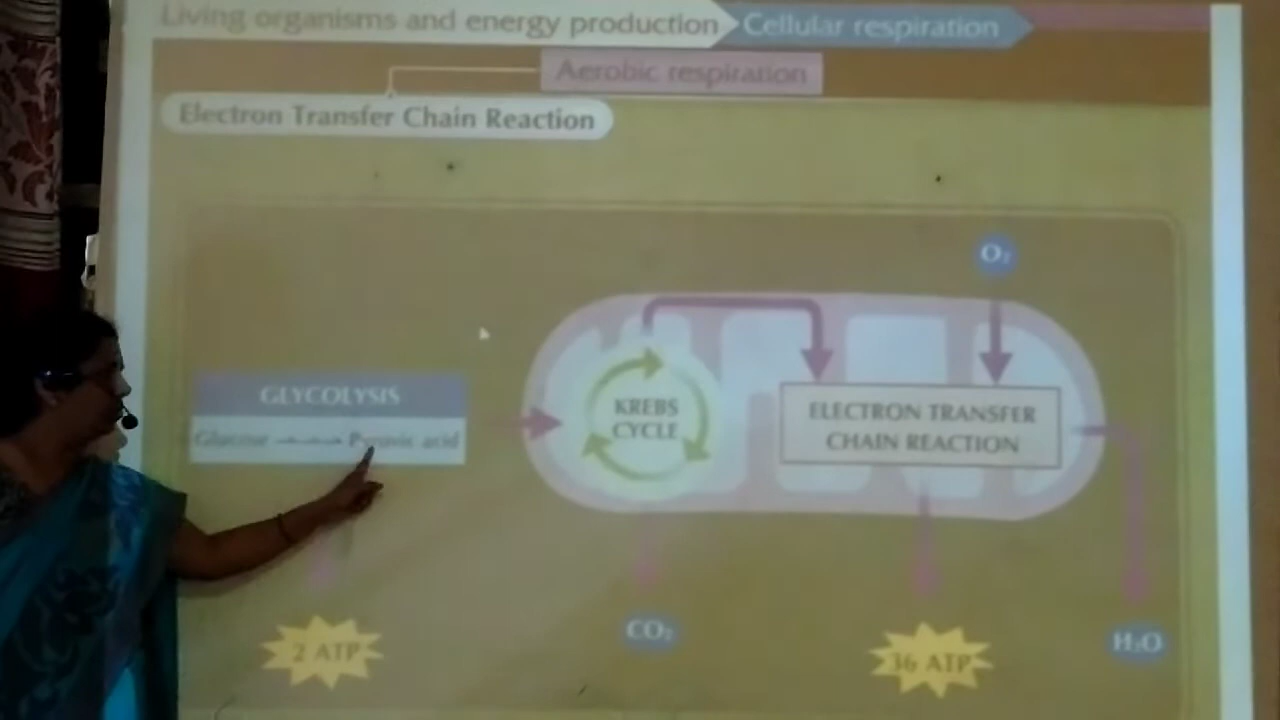 Living organisms and energy production
Cellular respiration
Aerobic respiration
Electron Transfer Chain Reaction
O₂
GLYCOLYSIS
Glucose → Pyruvic acid
KREBS
CYCLE
ELECTRON TRANSFER
CHAIN REACTION
2 ATP
CO₂
36 ATP
H₂O